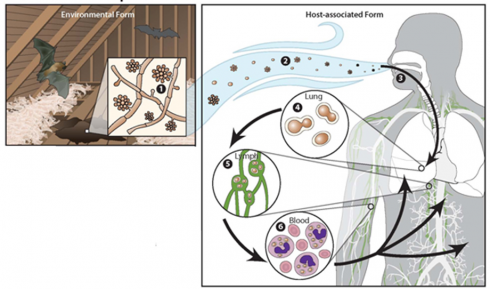 Environmental Form
Host-associated Form
1
2
3
4
Lung
5
Lymph
6
Blood